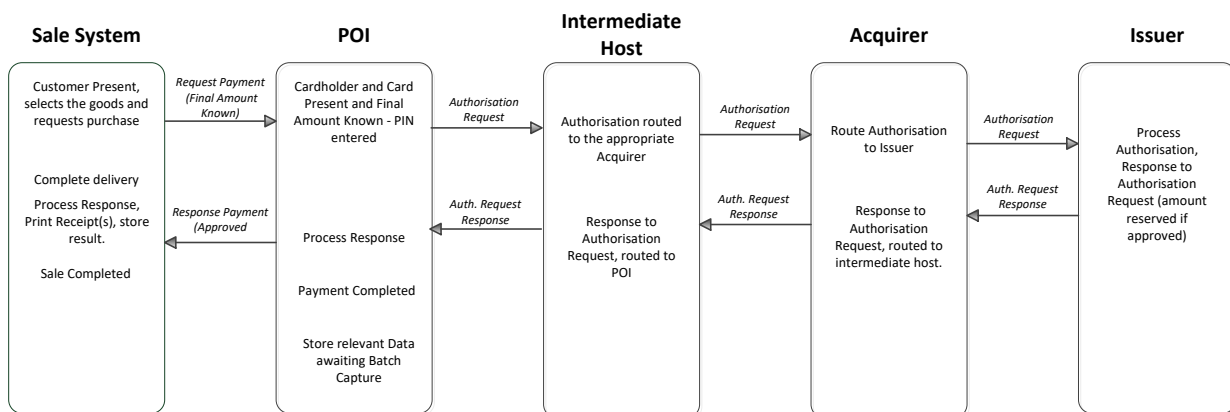 Sale System
POI
Intermediate
Host
Acquirer
Issuer
Customer Present,
selects the goods and
requests purchase
Complete delivery
Process Response,
Print Receipt(s), store
result.
Sale Completed
Request Payment
(Final Amount
Known)
Response Payment
(Approved
Cardholder and Card
Present and Final
Amount Known - PIN
entered
Process Response
Payment Completed
Store relevant Data
awaiting Batch
Capture
Authorisation
Request
Auth. Request
Response
Authorisation routed
to the appropriate
Acquirer
Response to
Authorisation
Request, routed to
POI
Authorisation
Request
Auth. Request
Response
Route Authorisation
to Issuer
Response to
Authorisation
Request, routed to
intermediate host.
Authorisation
Request
Auth. Request
Response
Process
Authorisation,
Response to
Authorisation
Request (amount
reserved if
approved)